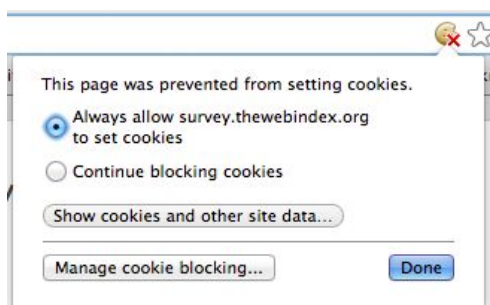 This page was prevented from setting cookies.
Always allow survey.thewebindex.org
to set cookies
Continue blocking cookies
Show cookies and other site data...
Manage cookie blocking...
Done